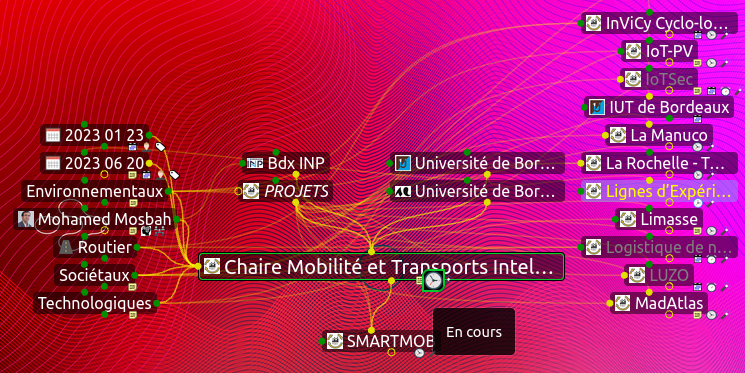 InViCy Cyclo-lo...
IoT-PV
IoTSec
2023 01 23
IUT de Bordeaux
La Manuco
2023 06 20
Bdx INP
Université de Bor...
La Rochelle - T...
Environnementaux
PROJETS
Université de Bor...
Lignes d'Expéri...
Mohamed Mosbah
Limasse
Routier
Logistique de n...
Sociétaux
Chaire Mobilité et Transports Intel...
LUZO
Technologiques
MadAtlas
SMARTMOB
En cours